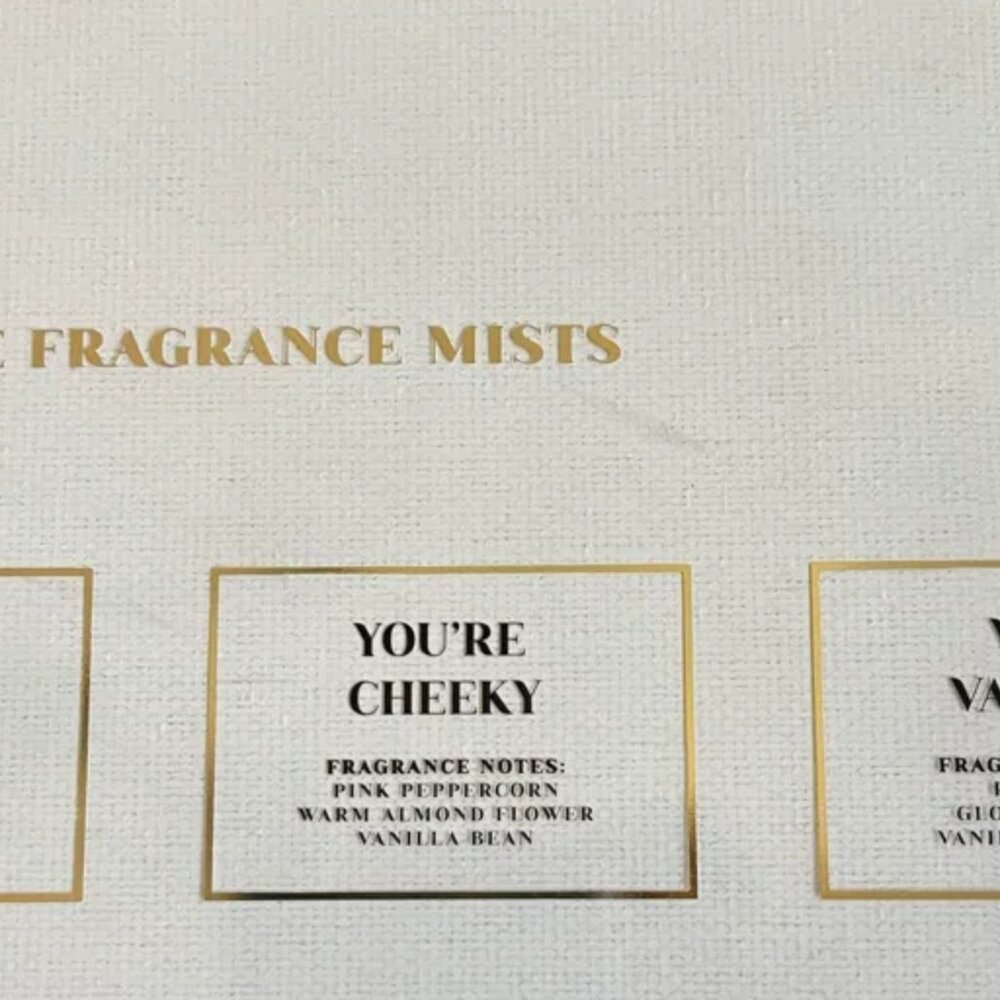 FRAGRANCE MISTS
YOU'RE
CHEEKY
FRAGRANCE NOTES:
PINK PEPPERCORN
WARM ALMOND FLOWER
VANILLA BEAN